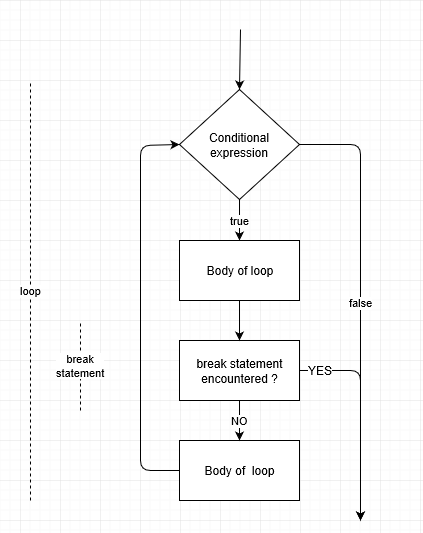 Conditional
expression
true
Body of loop
loop
false
break
statement
break statement
encountered ?
YES
NO
Body of  loop